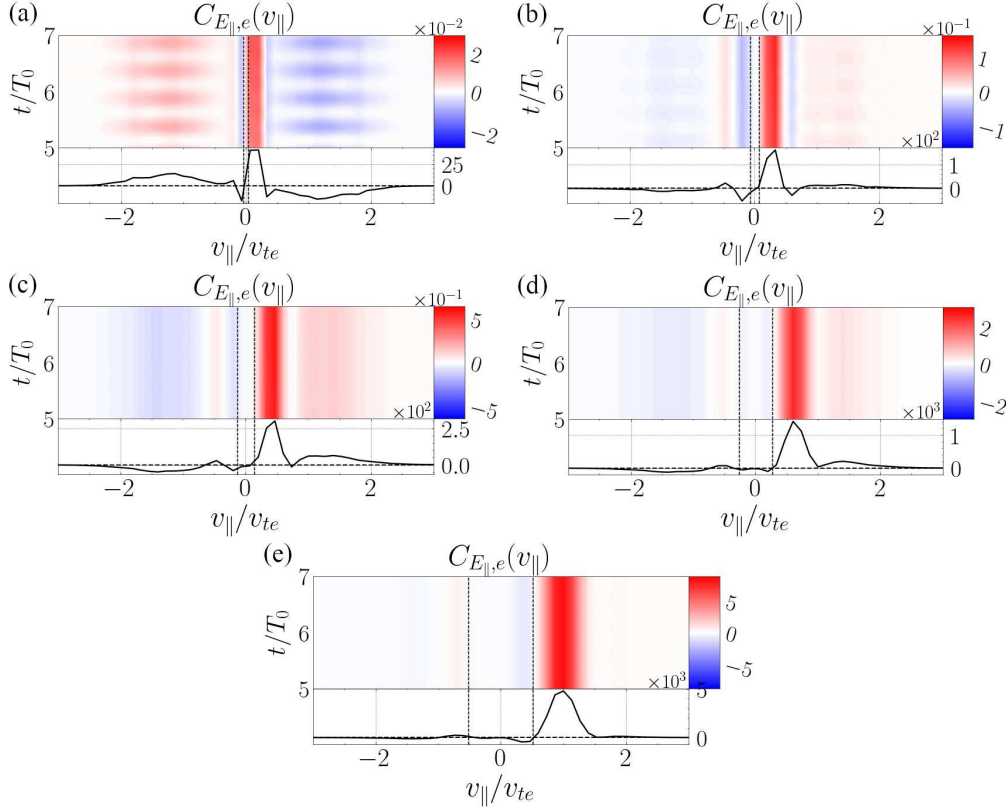 (a)
C_{E_∥,e}(v_∥)
×10^{-2}
7
6
5
t/T_0
2
0
−2
25
0
−2 0 2
v_∥/v_{te}
(b)
C_{E_∥,e}(v_∥)
×10^{-1}
7
6
5
t/T_0
1
0
−1
×10^2
1
0
−2 0 2
v_∥/v_{te}
(c)
C_{E_∥,e}(v_∥)
×10^{-1}
7
6
5
t/T_0
5
0
−5
×10^2
2.5
0.0
−2 0 2
v_∥/v_{te}
(d)
C_{E_∥,e}(v_∥)
7
6
5
t/T_0
2
0
−2
×10^3
1
0
−2 0 2
v_∥/v_{te}
(e)
C_{E_∥,e}(v_∥)
7
6
5
t/T_0
5
0
−5
×10^3
5
0
−2 0 2
v_∥/v_{te}